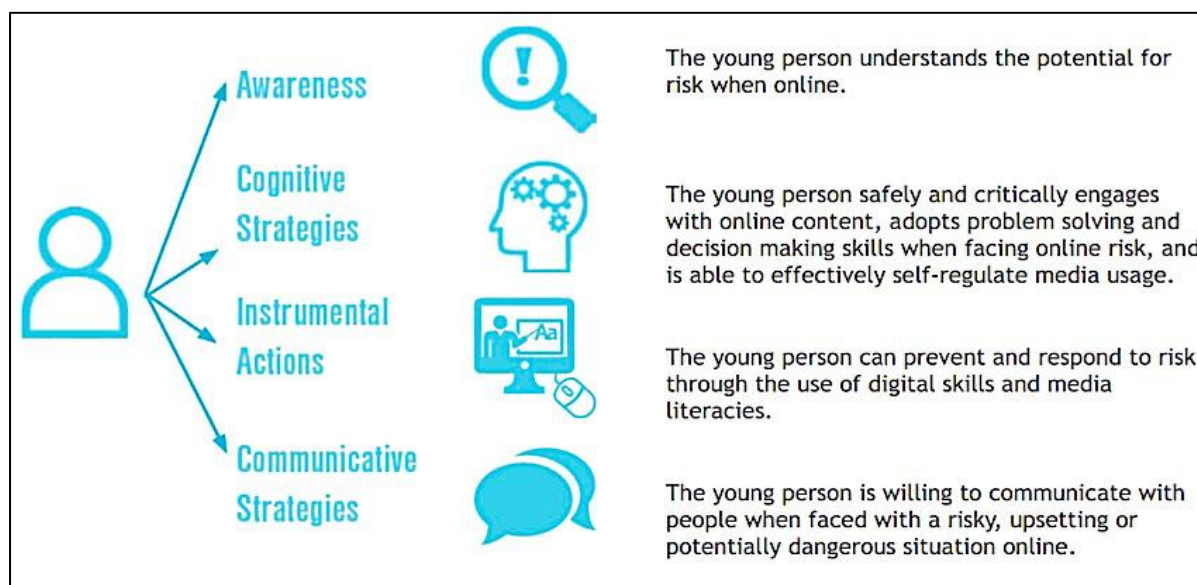 Awareness
The young person understands the potential for
risk when online.
Cognitive
Strategies
The young person safely and critically engages
with online content, adopts problem solving and
decision making skills when facing online risk, and
is able to effectively self-regulate media usage.
Instrumental
Actions
Aa
The young person can prevent and respond to risk
through the use of digital skills and media
literacies.
Communicative
Strategies
The young person is willing to communicate with
people when faced with a risky, upsetting or
potentially dangerous situation online.